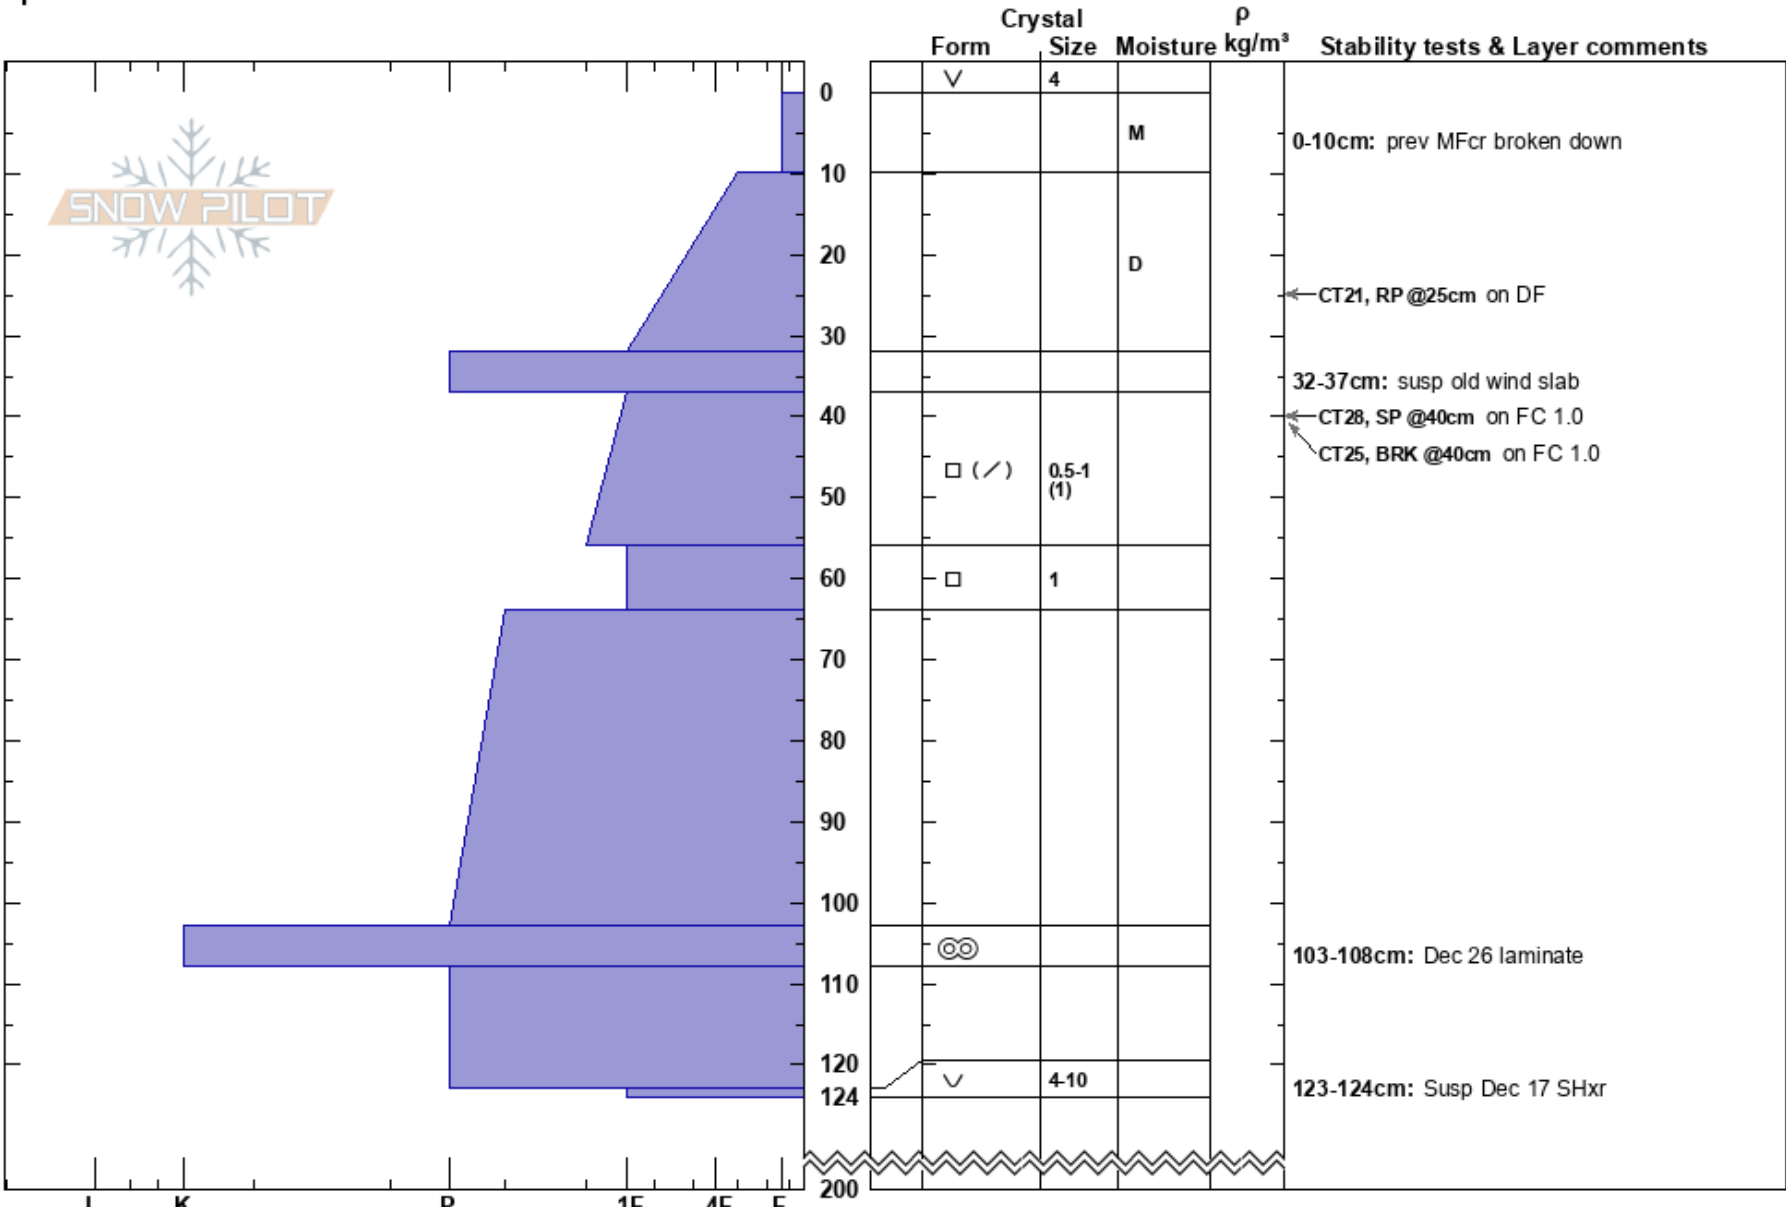 Crystal ρ
Form Size Moisture kg/m³ Stability tests & Layer comments
4
0
M
0-10cm: prev MFcr broken down
10
SNOW PILOT
20
D
CT21, RP @25cm on DF
30
32-37cm: susp old wind slab
40
CT28, SP @40cm on FC 1.0
CT25, BRK @40cm on FC 1.0
0.5-1
(1)
50
60
1
70
80
90
100
103-108cm: Dec 26 laminate
110
120
4-10
124
123-124cm: Susp Dec 17 SHxr
200
I K P 1F 4F F